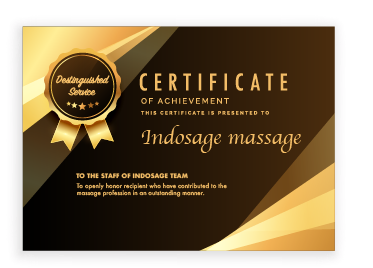 Distinguished
Service
CERTIFICATE
OF ACHIEVEMENT
THIS CERTIFICATE IS PRESENTED TO
Indosage massage
TO THE STAFF OF INDOSAGE TEAM
To openly honor recipient who have contributed to the
massage profession in an outstanding manner.